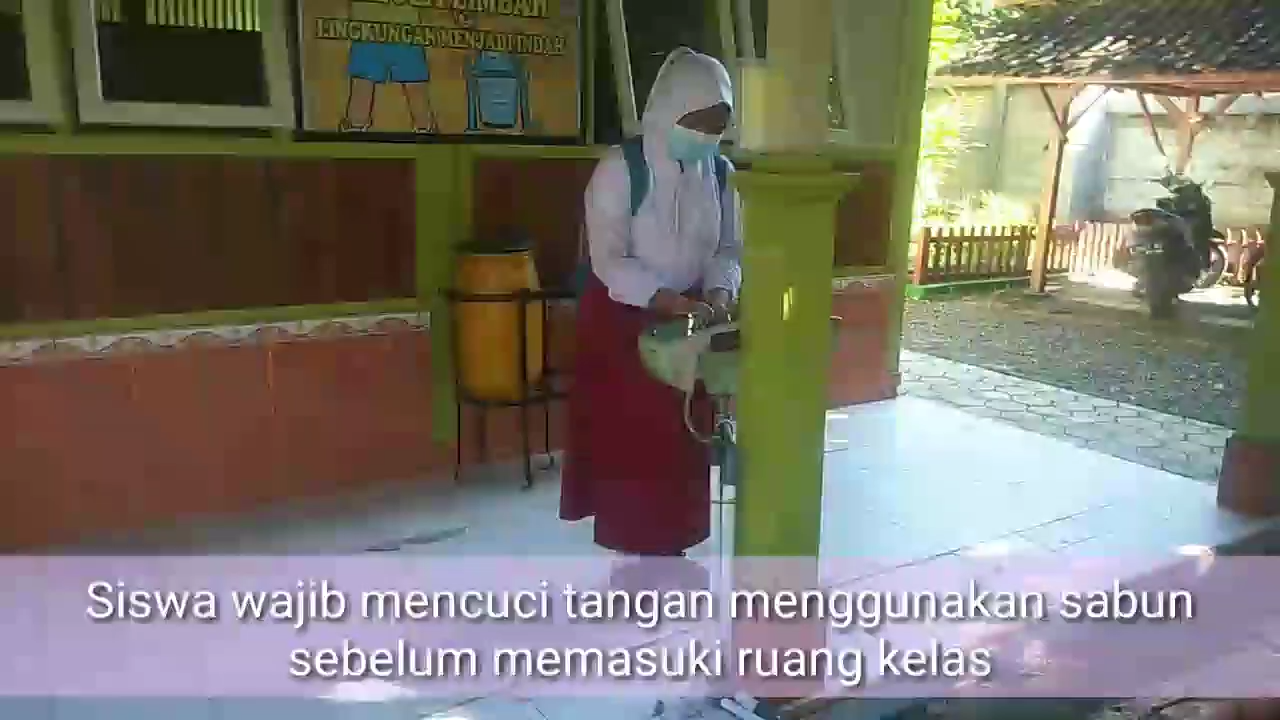 LINGKUNGAN MENJADI INDAH
Siswa wajib mencuci tangan menggunakan sabun
sebelum memasuki ruang kelas